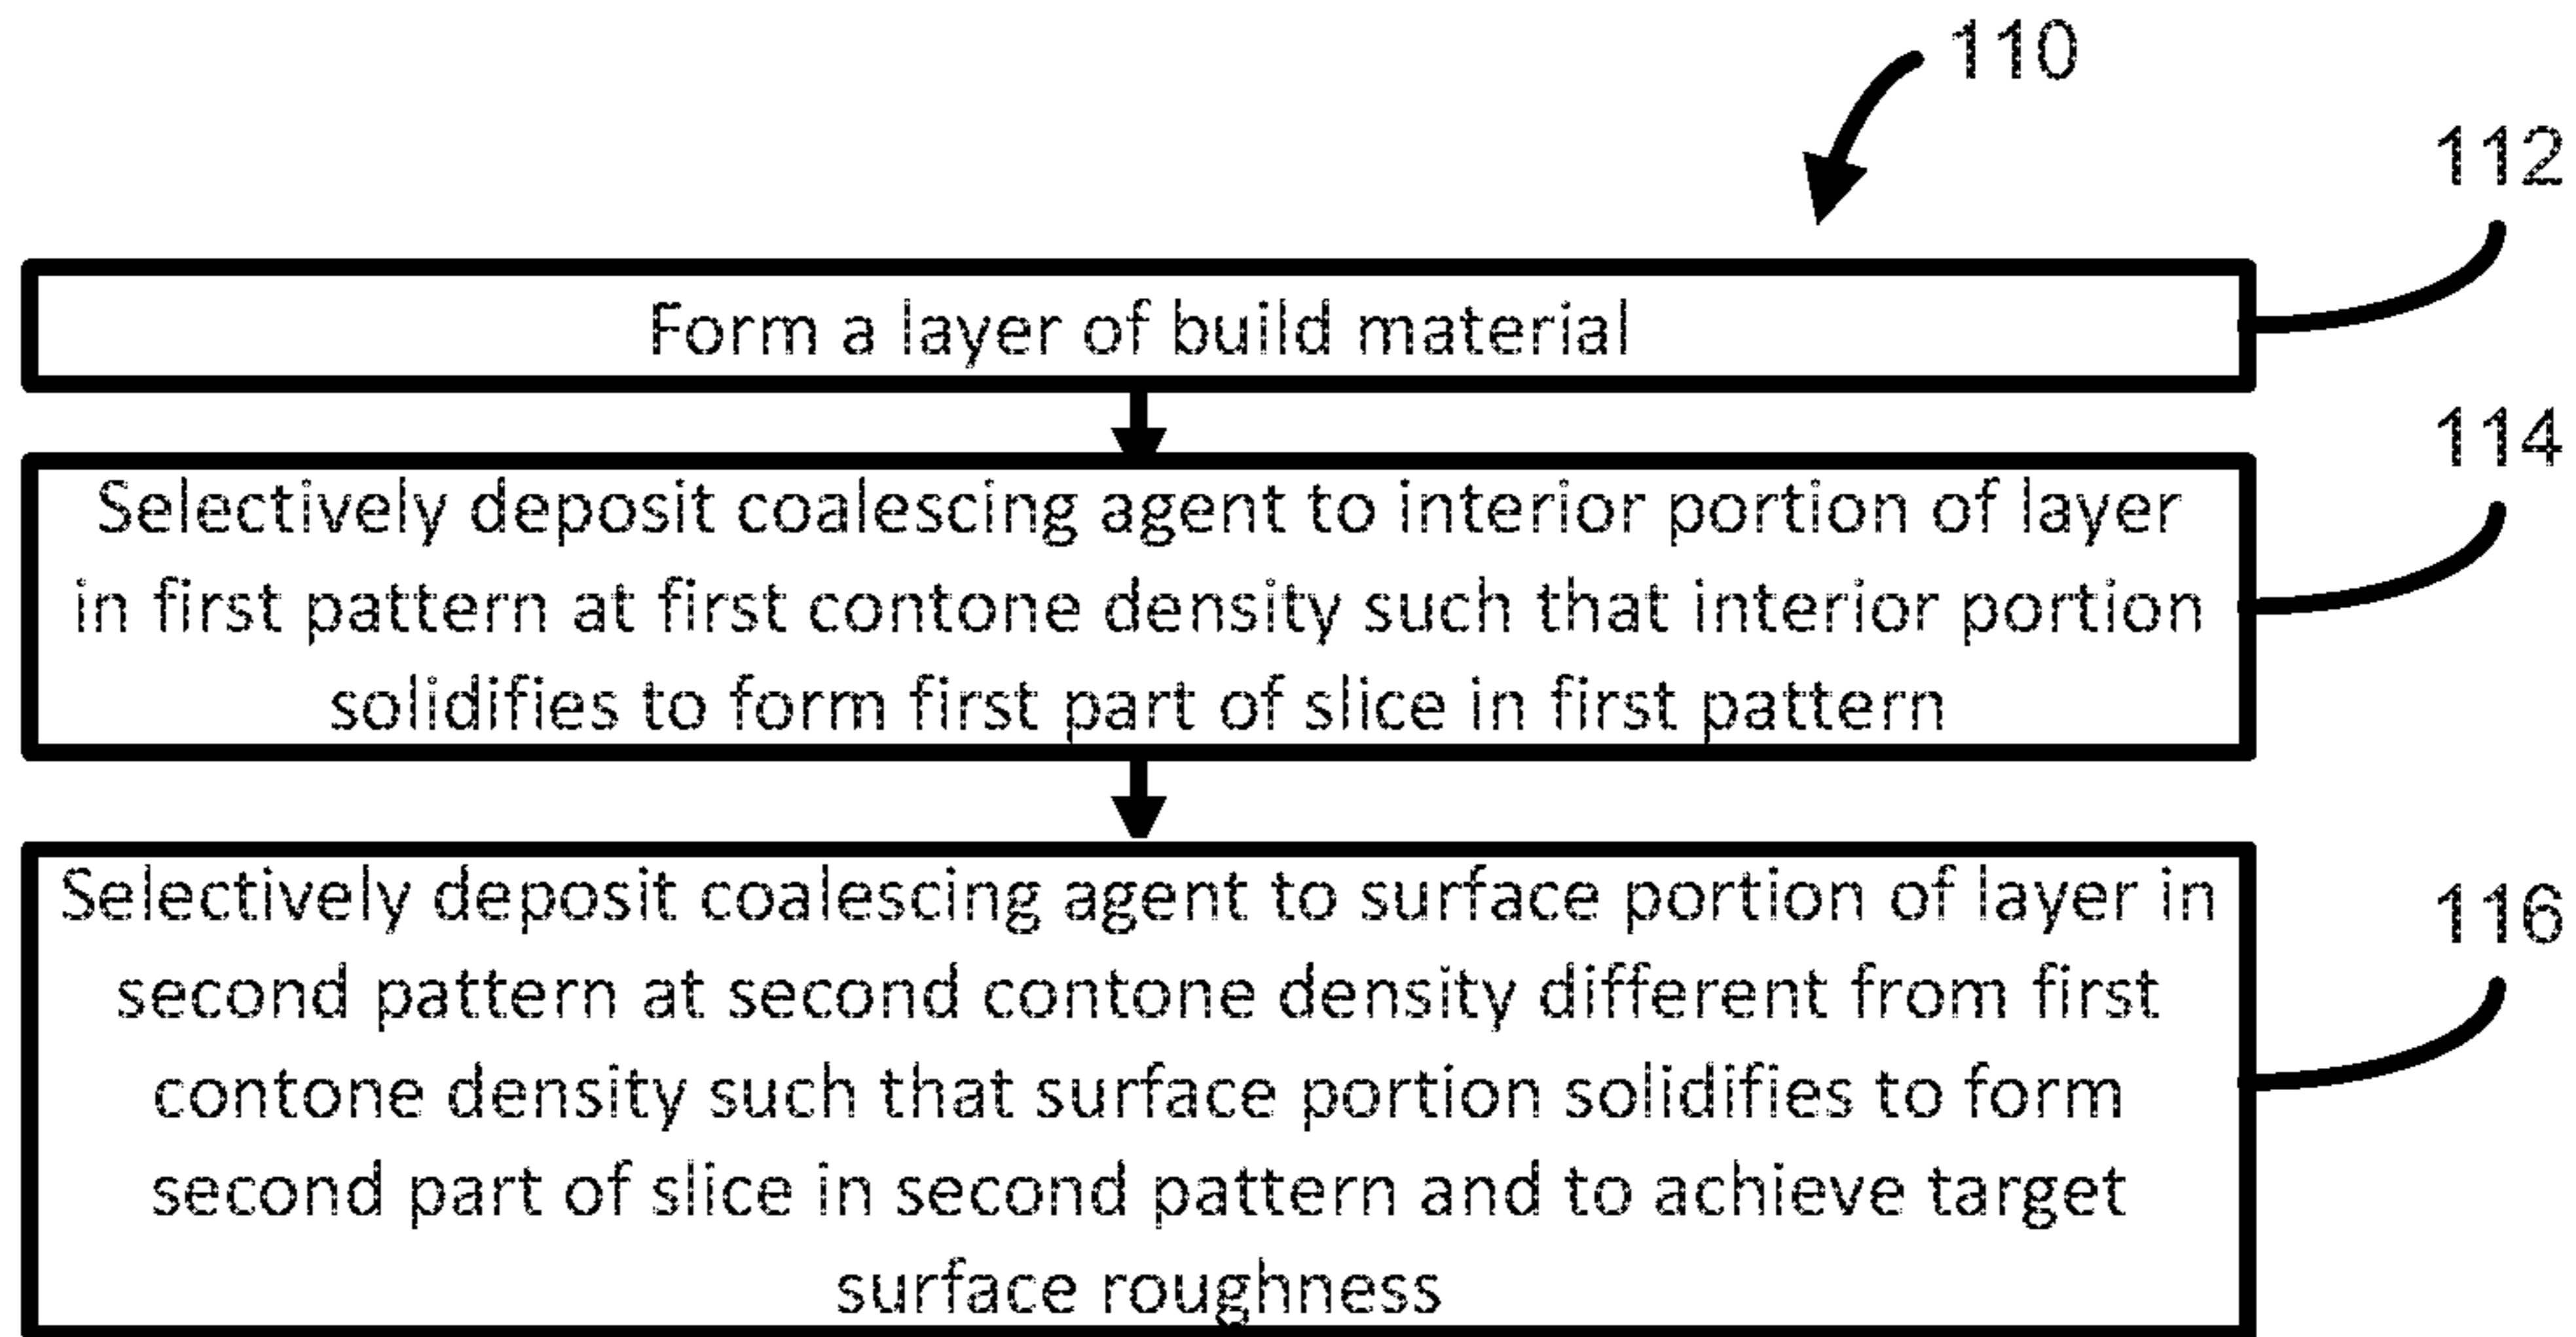 110
112
Form a layer of build material
114
Selectively deposit coalescing agent to interior portion of layer
in first pattern at first contone density such that interior portion
solidifies to form first part of slice in first pattern
116
Selectively deposit coalescing agent to surface portion of layer in
second pattern at second contone density different from first
contone density such that surface portion solidifies to form
second part of slice in second pattern and to achieve target
surface roughness